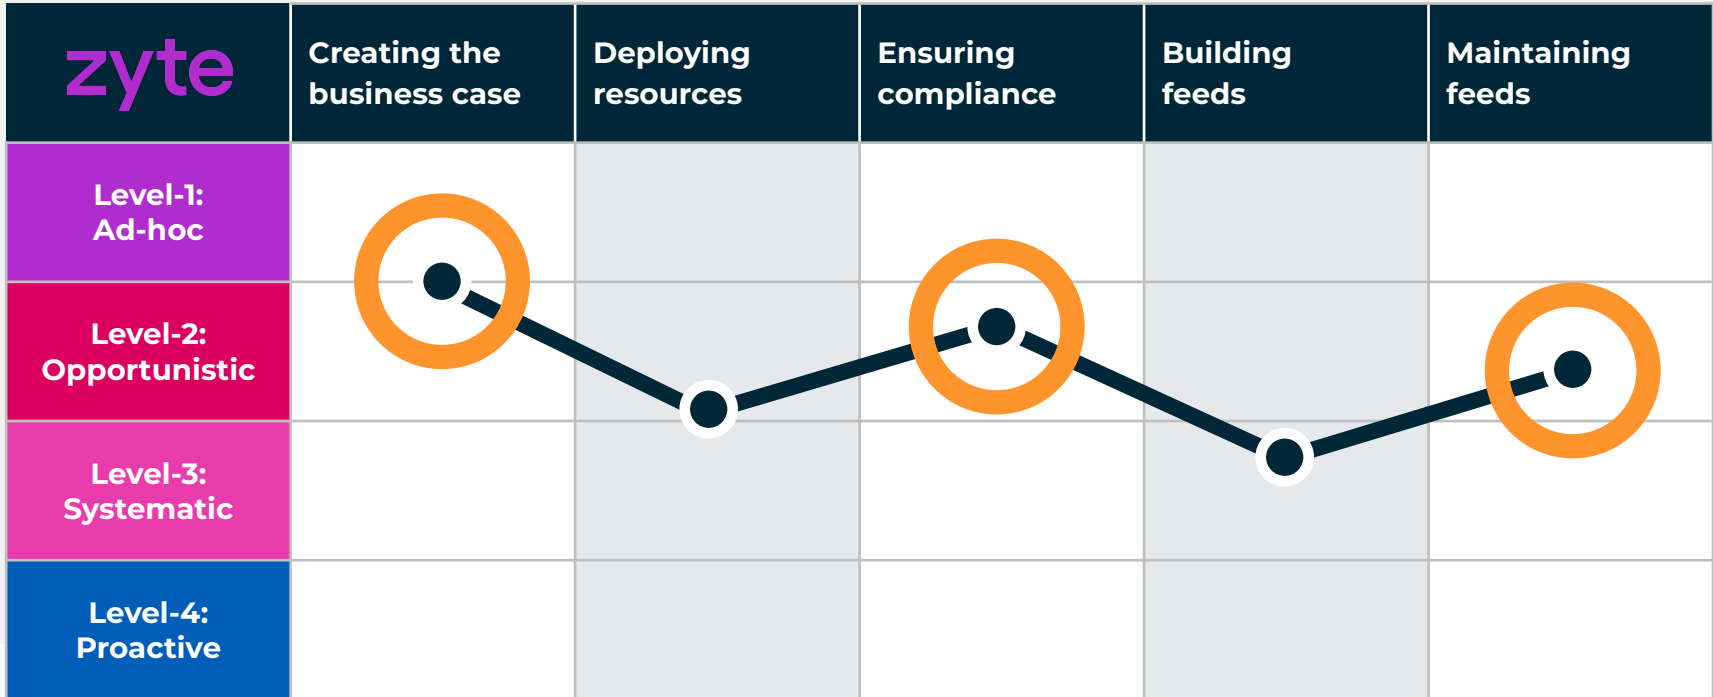 zyte
Creating the
business case
Deploying
resources
Ensuring
compliance
Building
feeds
Maintaining
feeds
Level-1:
Ad-hoc
Level-2:
Opportunistic
Level-3:
Systematic
Level-4:
Proactive